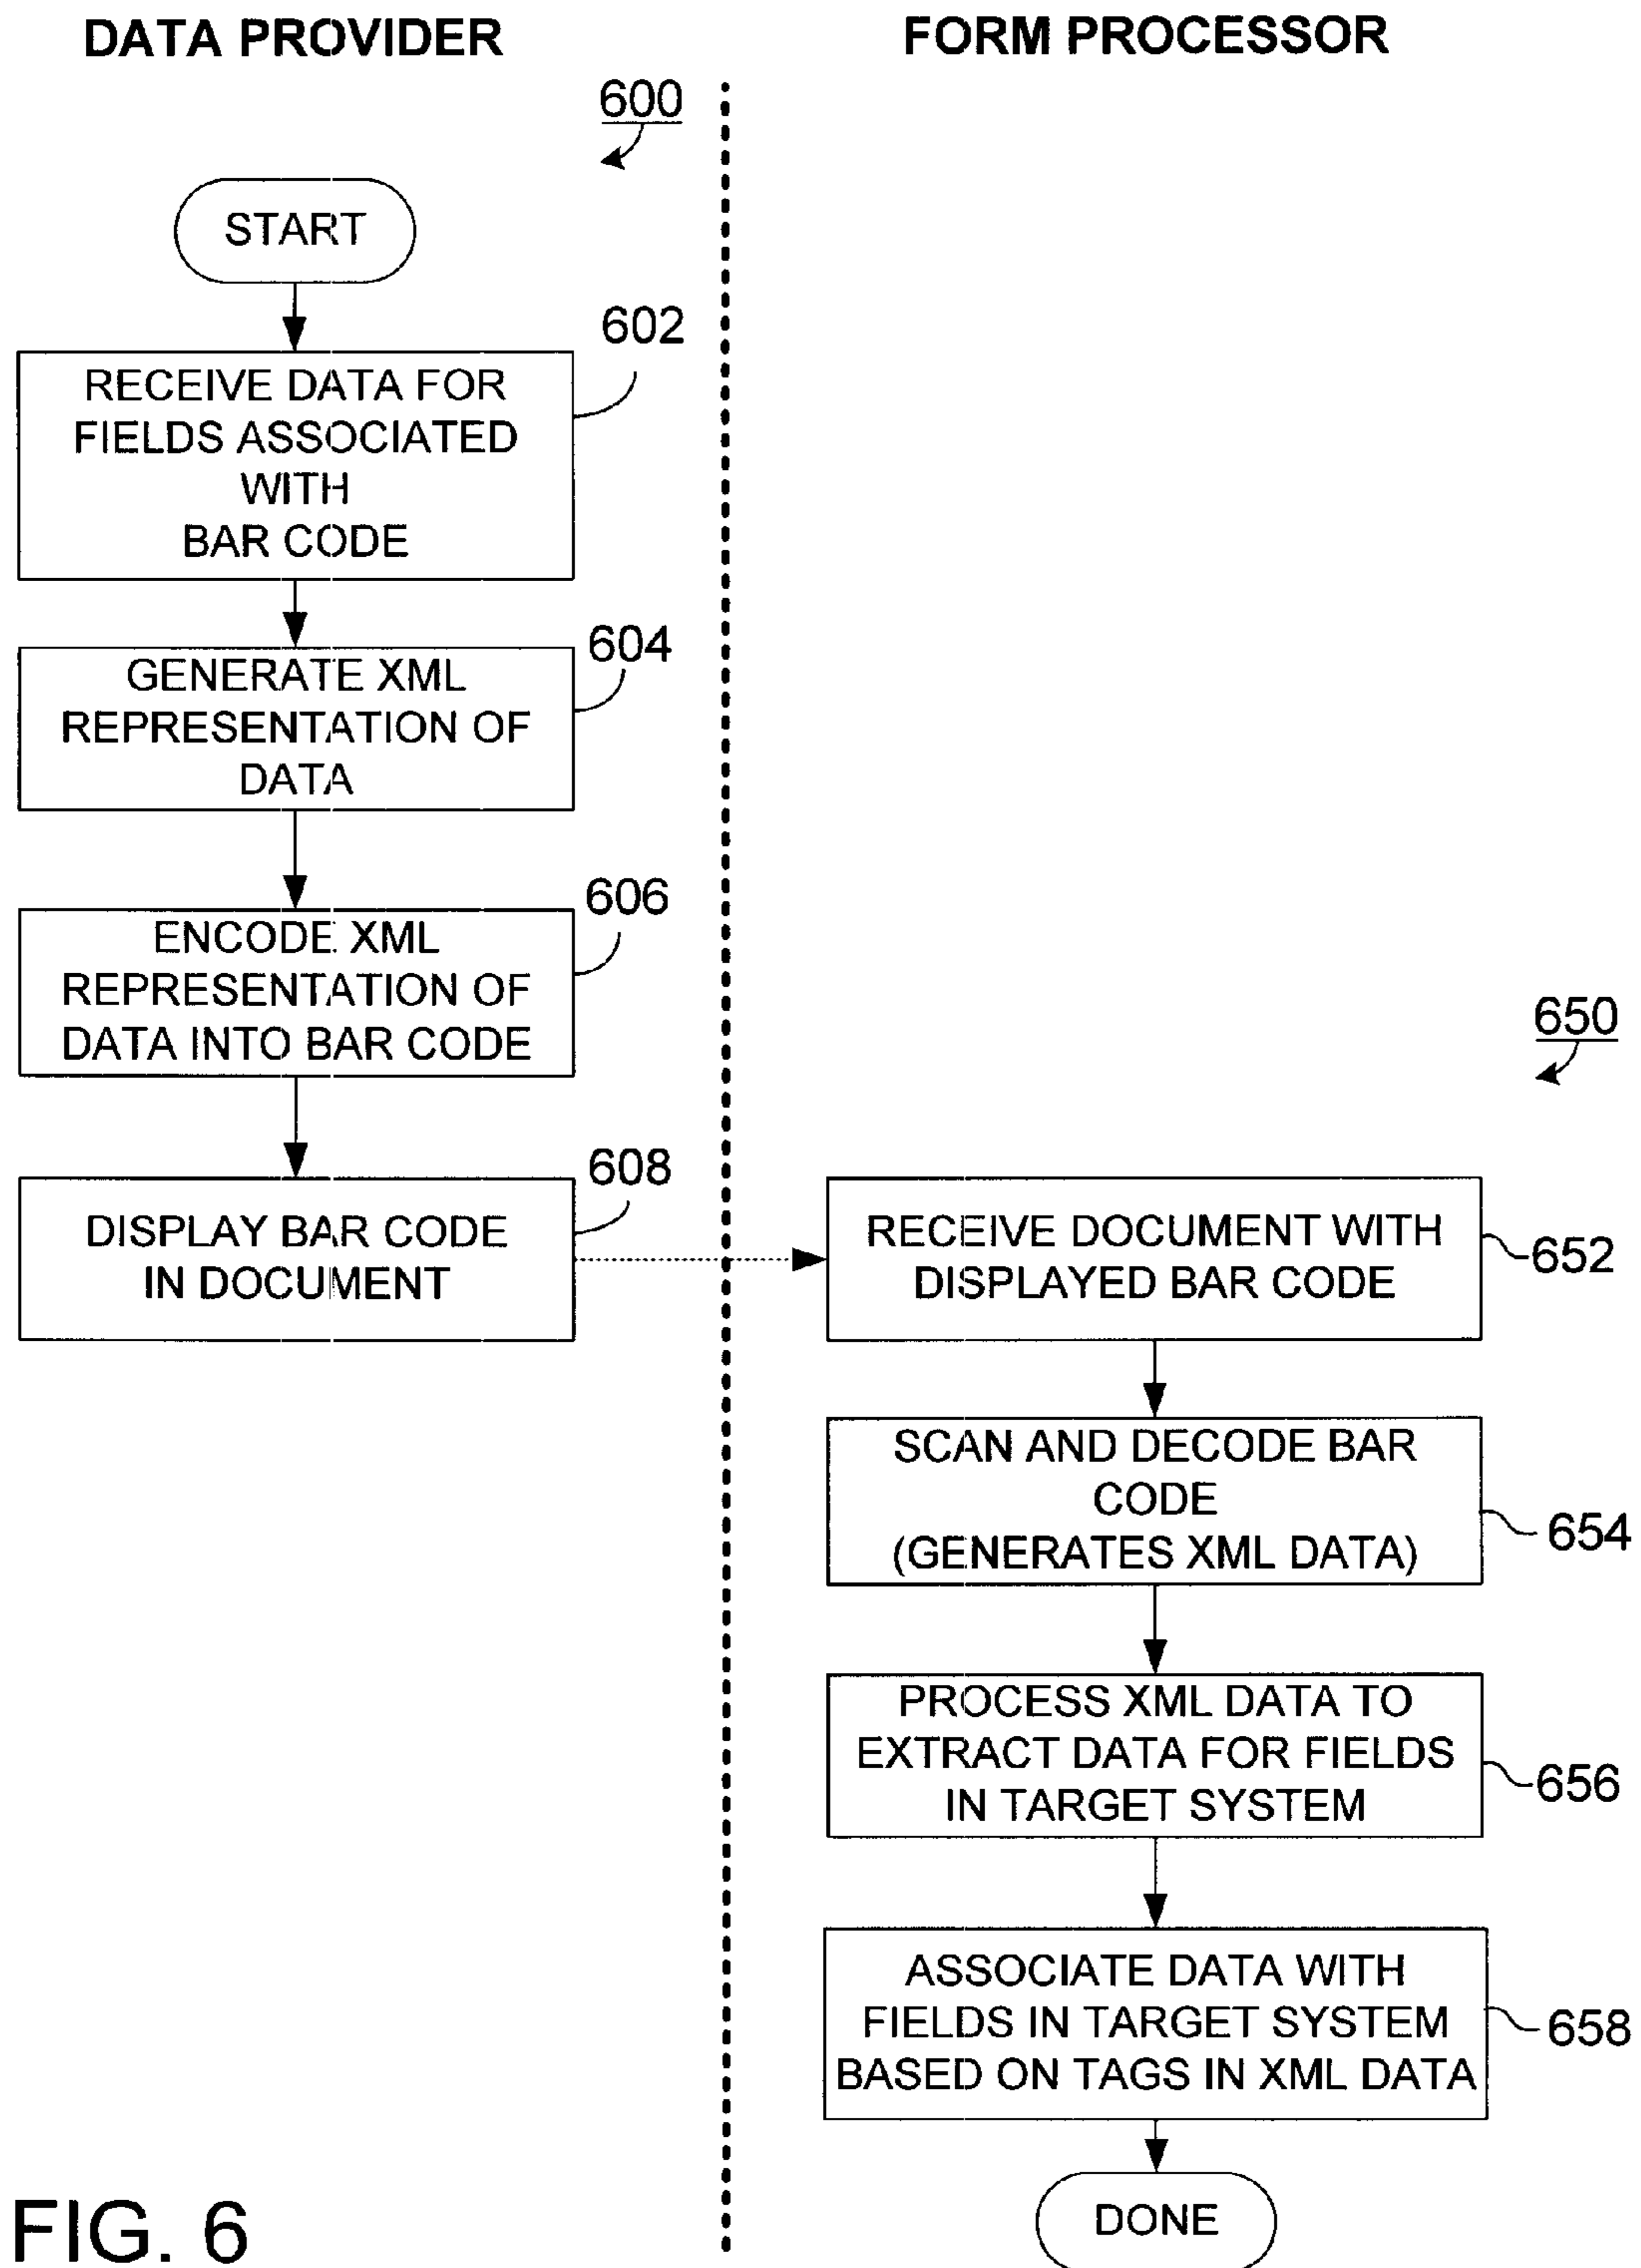 DATA PROVIDER
FORM PROCESSOR
600
START
602
RECEIVE DATA FOR
FIELDS ASSOCIATED
WITH
BAR CODE
604
GENERATE XML
REPRESENTATION OF
DATA
606
ENCODE XML
REPRESENTATION OF
DATA INTO BAR CODE
650
608
DISPLAY BAR CODE
IN DOCUMENT
RECEIVE DOCUMENT WITH
DISPLAYED BAR CODE
652
SCAN AND DECODE BAR
CODE
(GENERATES XML DATA)
654
PROCESS XML DATA TO
EXTRACT DATA FOR FIELDS
IN TARGET SYSTEM
656
ASSOCIATE DATA WITH
FIELDS IN TARGET SYSTEM
BASED ON TAGS IN XML DATA
658
DONE
FIG. 6